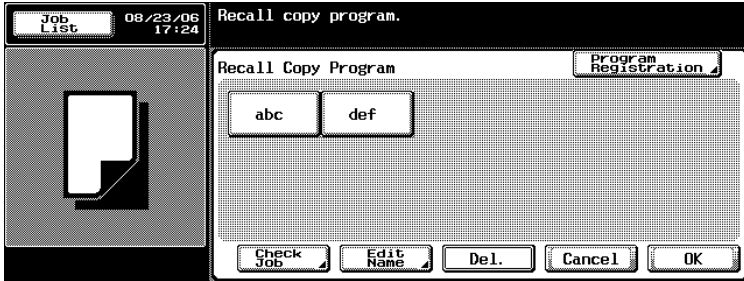 Job
List
08/23/06
17:24
Recall copy program.
Recall Copy Program
Program
Registration
abc
def
Check
Job
Edit
Name
Del.
Cancel
OK